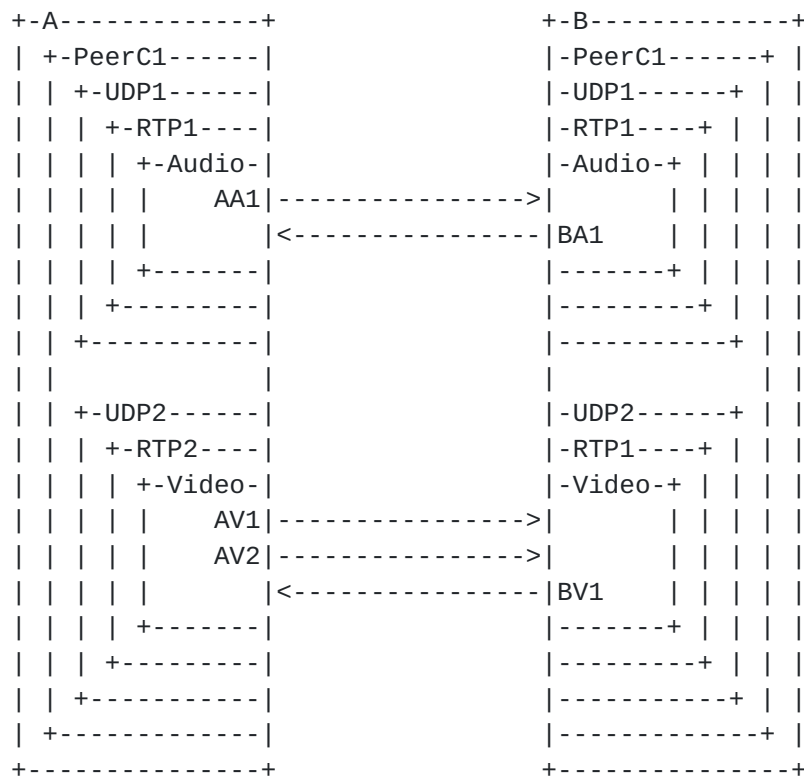 +-A-------------+                 +-B-------------+
| +-PeerC1------|                 |-PeerC1------+ |
| | +-UDP1------|                 |-UDP1------+ | |
| | | +-RTP1----|                 |-RTP1----+ | | |
| | | | +-Audio-|                 |-Audio-+ | | | |
| | | | |    AA1|---------------->|       | | | | |
| | | | |       |<----------------|BA1    | | | | |
| | | | +-------|                 |-------+ | | | |
| | | +---------|                 |---------+ | | |
| | +-----------|                 |-----------+ | |
| |             |                 |             | |
| | +-UDP2------|                 |-UDP2------+ | |
| | | +-RTP2----|                 |-RTP1----+ | | |
| | | | +-Video-|                 |-Video-+ | | | |
| | | | |    AV1|---------------->|       | | | | |
| | | | |    AV2|---------------->|       | | | | |
| | | | |       |<----------------|BV1    | | | | |
| | | | +-------|                 |-------+ | | | |
| | | +---------|                 |---------+ | | |
| | +-----------|                 |-----------+ | |
| +-------------|                 |-------------+ |
+---------------+                 +---------------+